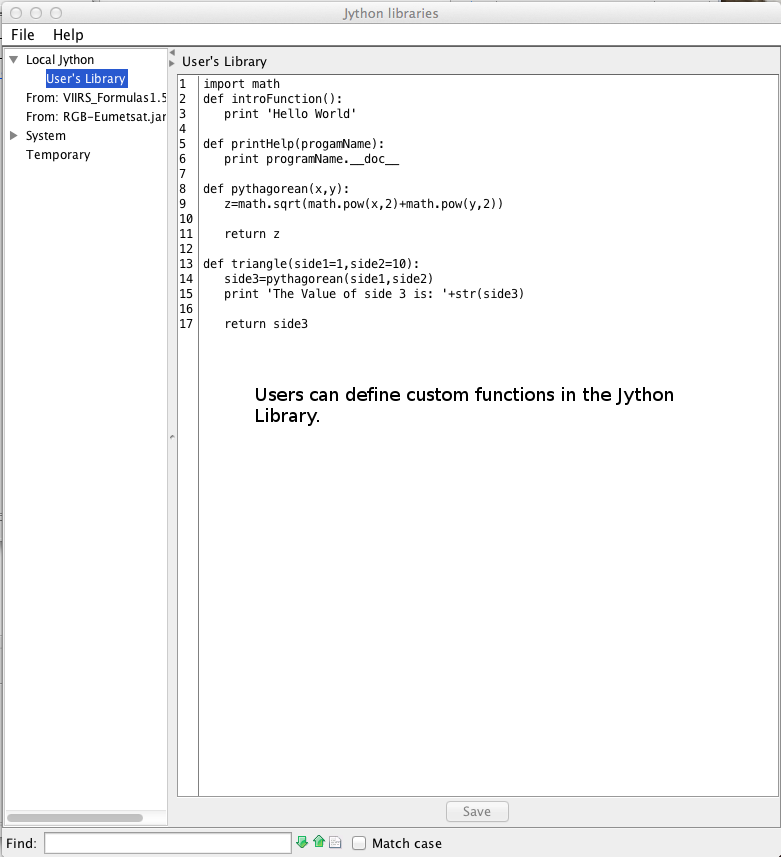 Jython libraries
File Help
Local Jython
User's Library
From: VIIRS_Formulas1.5
From: RGB-Eumetsat.jar
System
Temporary
User's Library
1 import math
2 def introFunction():
3    print 'Hello World'
4
5 def printHelp(progamName):
6    print programName.__doc__
7
8 def pythagorean(x,y):
9    z=math.sqrt(math.pow(x,2)+math.pow(y,2))
10
11    return z
12
13 def triangle(side1=1,side2=10):
14    side3=pythagorean(side1,side2)
15    print 'The Value of side 3 is: '+str(side3)
16
17    return side3
Users can define custom functions in the Jython
Library.
Save
Find: Match case